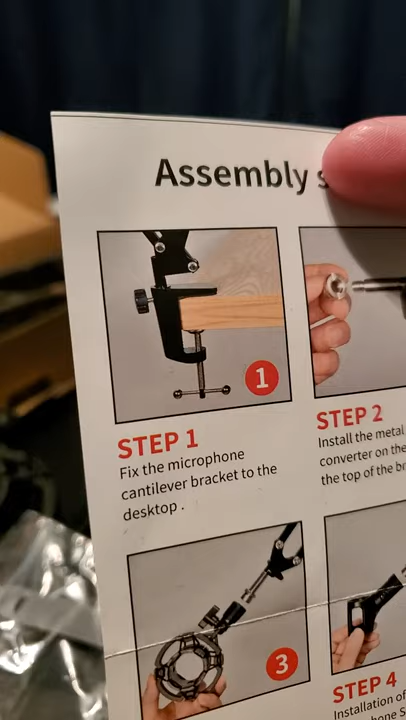 Assembly
1
STEP 1
Fix the microphone
cantilever bracket to the
desktop .
STEP 2
Install the metal
converter on the
the top of the
3
STEP 4
Installation of